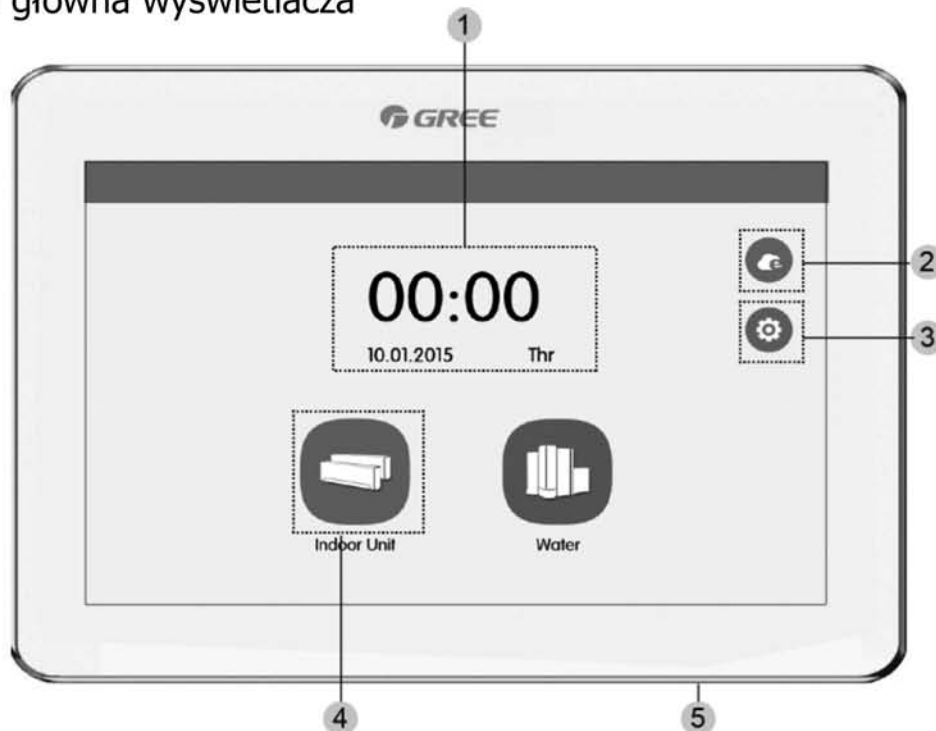 główna wyświetlacza
1
GREE
2
00:00
3
10.01.2015 Thr
Indoor Unit Water
4 5